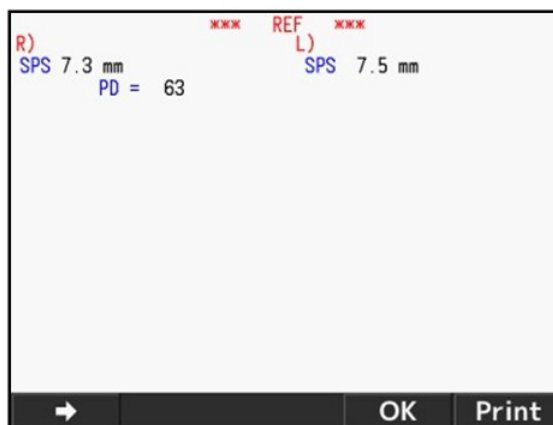 *** REF ***
R) L)
SPS 7.3 mm SPS 7.5 mm
PD = 63
OK Print